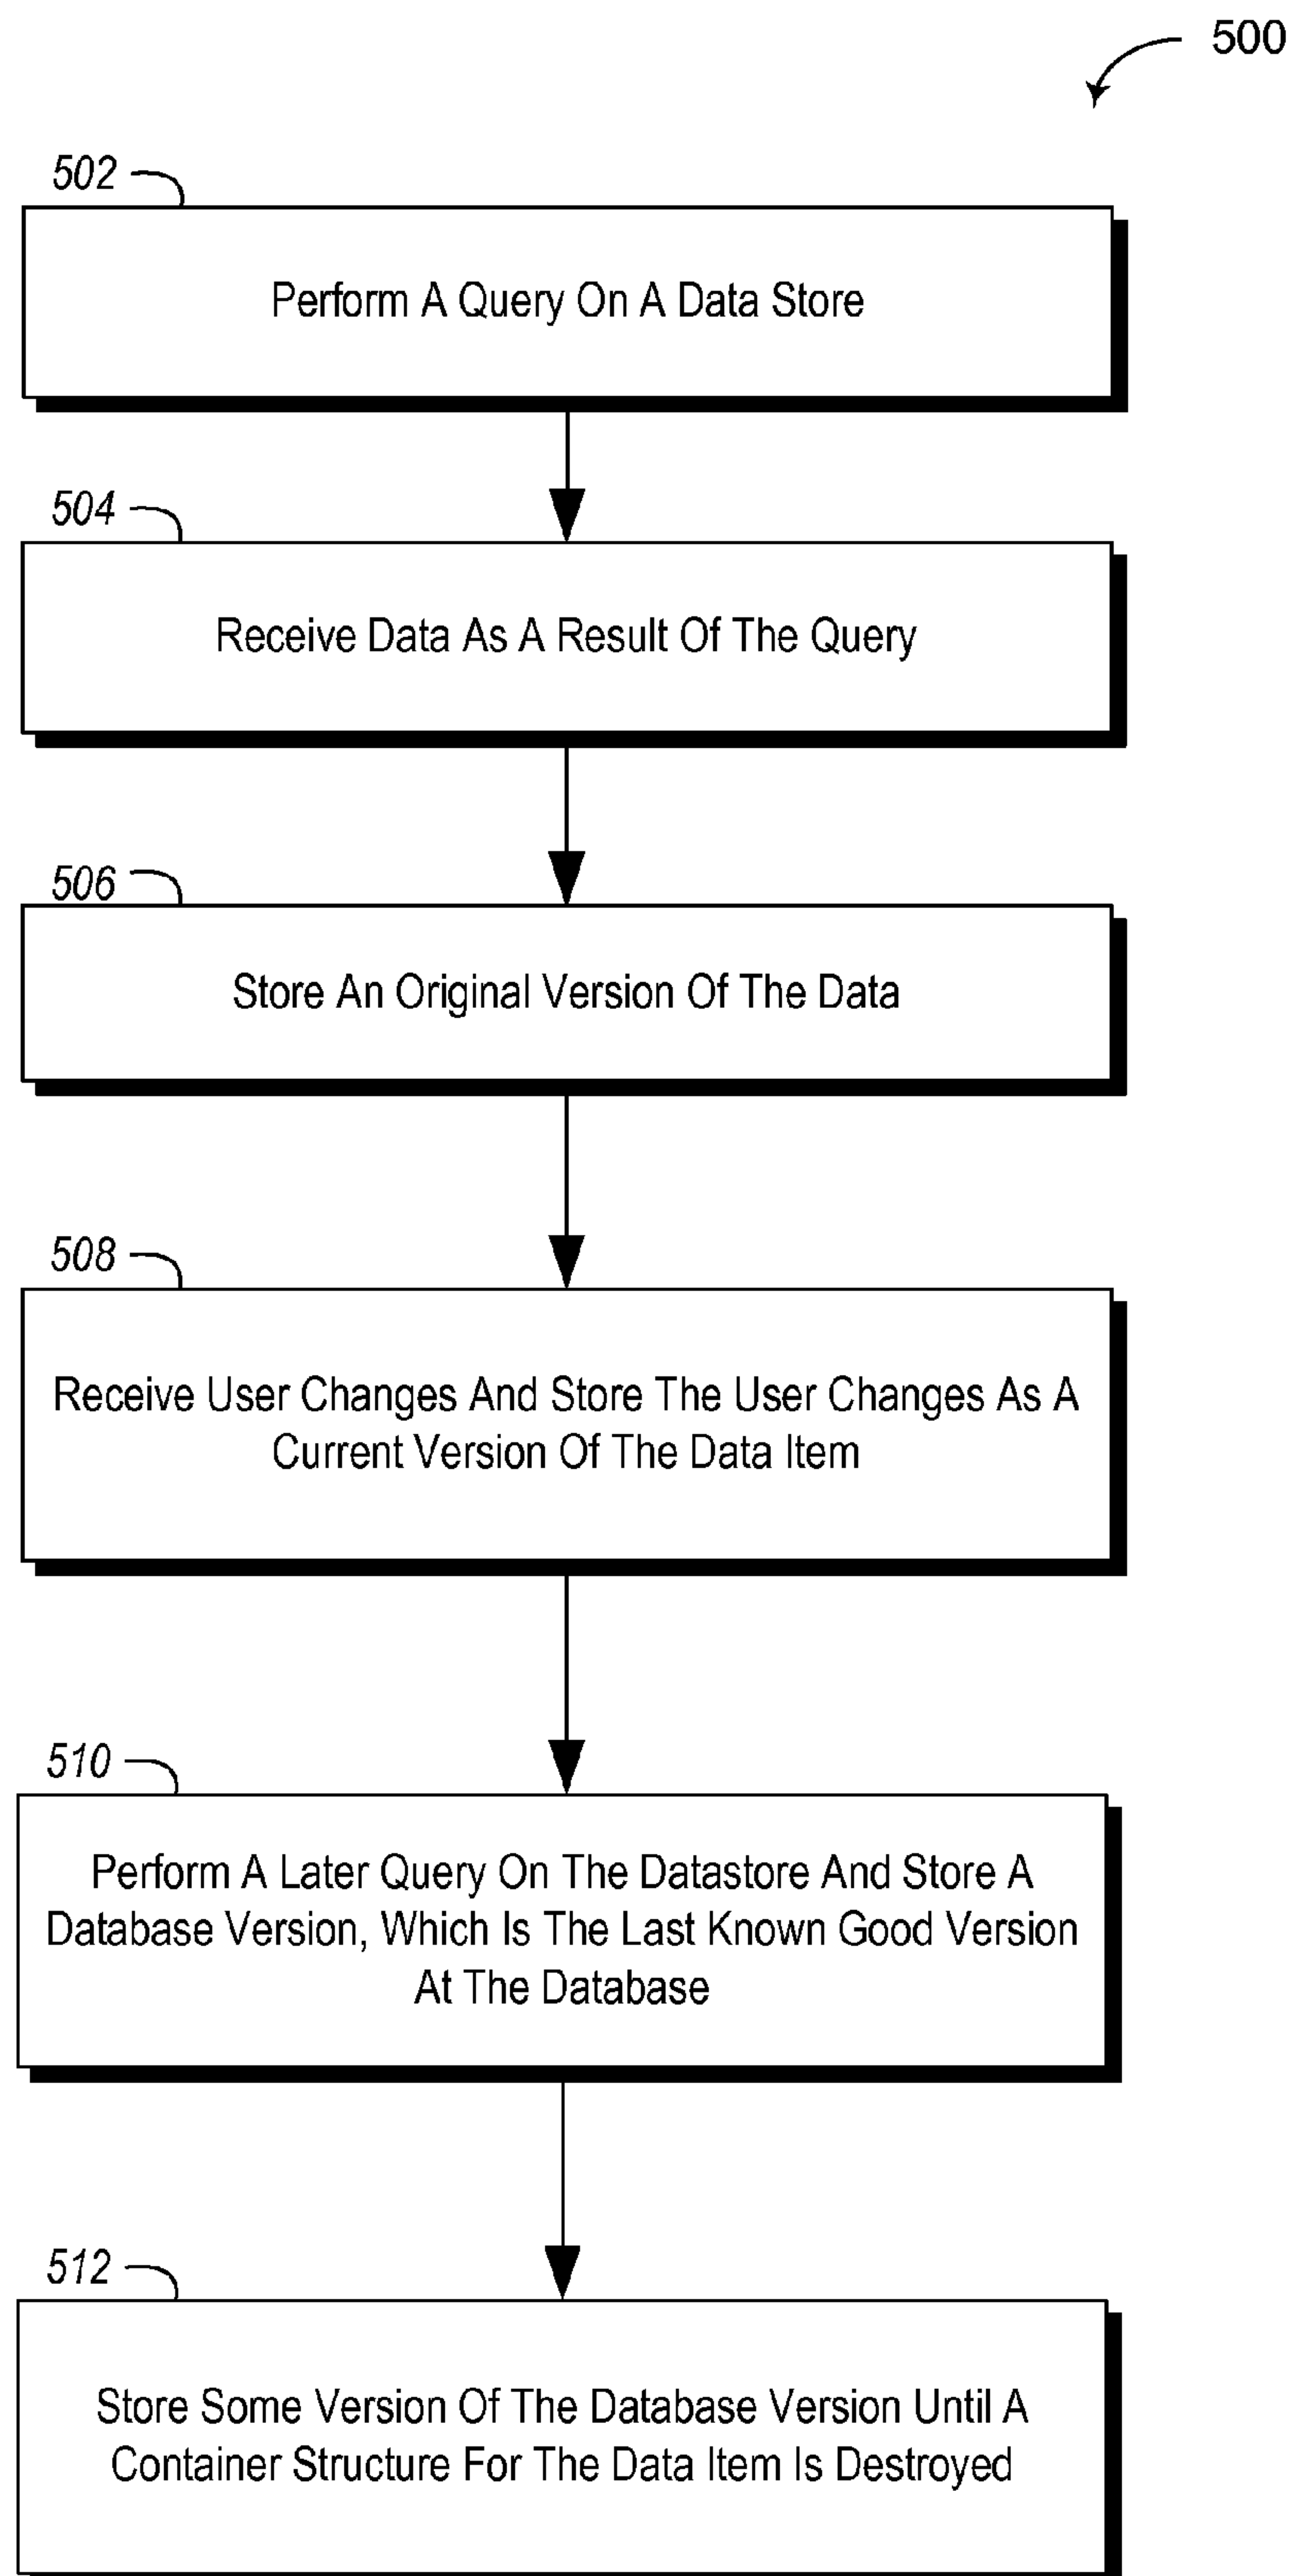 500
502
Perform A Query On A Data Store
504
Receive Data As A Result Of The Query
506
Store An Original Version Of The Data
508
Receive User Changes And Store The User Changes As A
Current Version Of The Data Item
510
Perform A Later Query On The Datastore And Store A
Database Version, Which Is The Last Known Good Version
At The Database
512
Store Some Version Of The Database Version Until A
Container Structure For The Data Item Is Destroyed